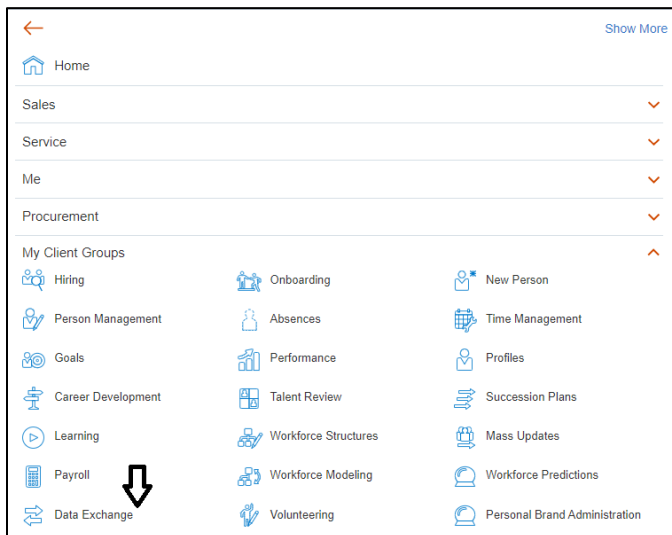 Show More
Home
Sales
Service
Me
Procurement
My Client Groups
Hiring Onboarding New Person
Person Management Absences Time Management
Goals Performance Profiles
Career Development Talent Review Succession Plans
Learning Workforce Structures Mass Updates
Payroll Workforce Modeling Workforce Predictions
Data Exchange Volunteering Personal Brand Administration